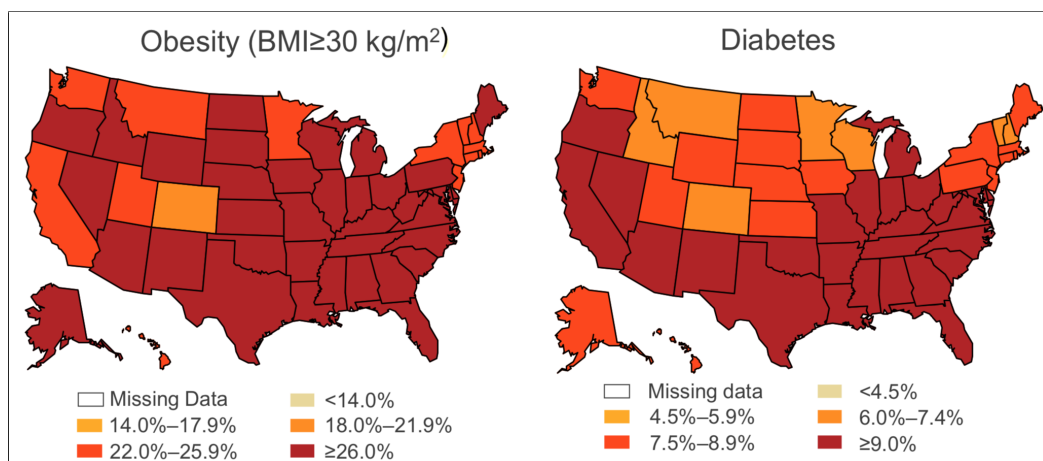 Obesity (BMI≥30 kg/m²)
Diabetes
Missing Data
<14.0%
14.0%–17.9%
18.0%–21.9%
22.0%–25.9%
≥26.0%
Missing data
<4.5%
4.5%–5.9%
6.0%–7.4%
7.5%–8.9%
≥9.0%